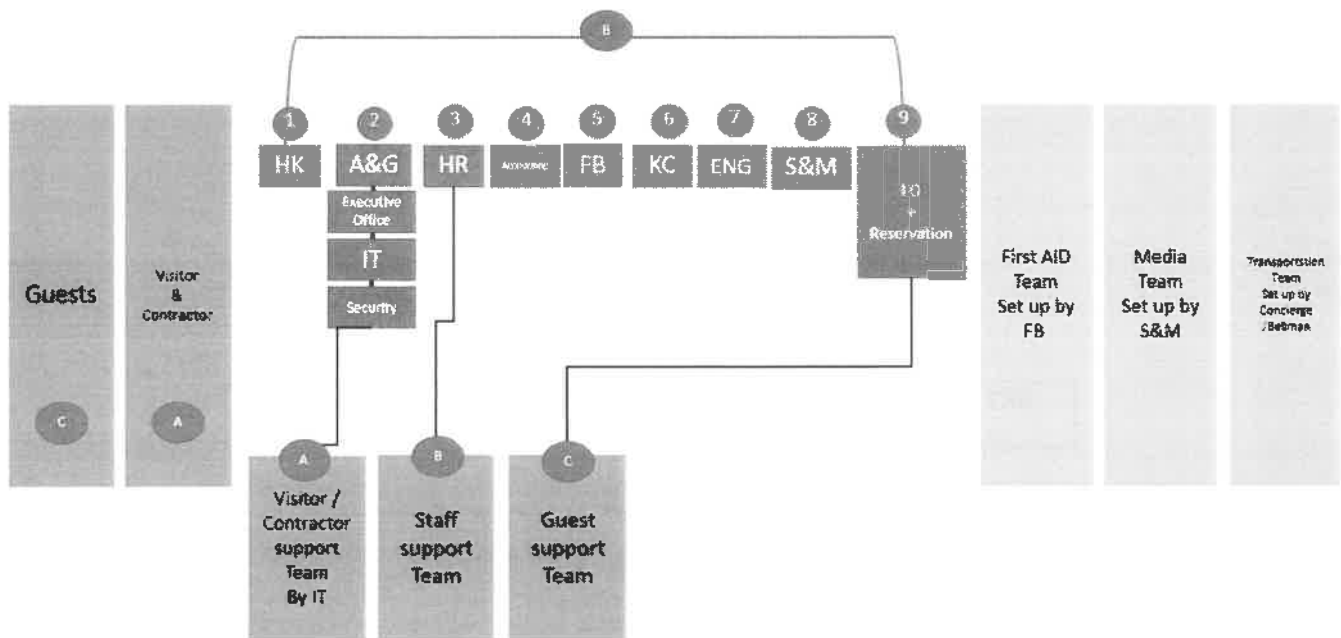 B
1
2
3
4
5
6
7
8
9
HK
A&G
HR
FB
KC
ENG
S&M
Executive
Office
IT
Security
+
Reservation
Guests
C
Visitor
&
Contractor
A
First AID
Team
Set up by
FB
Media
Team
Set up by
S&M
Transportation
Team
Set up by
Concierge
A
Visitor /
Contractor
support
Team
By IT
B
Staff
support
Team
C
Guest
support
Team